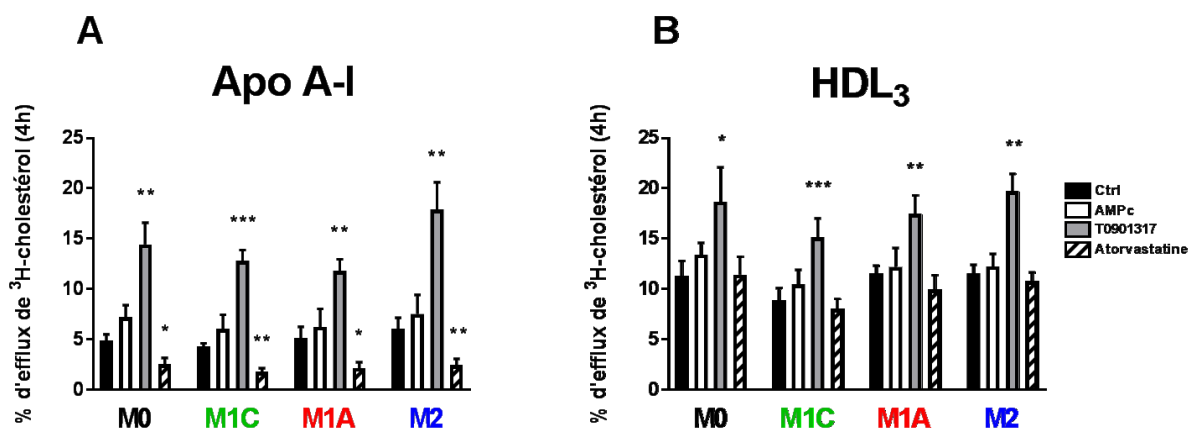 A
Apo A-I
% d'efflux de ³H-cholestérol (4h)
25
20
15
10
5
0
**
*
***
**
**
*
**
**
M0
M1C
M1A
M2
B
HDL₃
% d'efflux de ³H-cholestérol (4h)
25
20
15
10
5
0
*
***
**
**
M0
M1C
M1A
M2
Ctrl
AMPc
T0901317
Atorvastatine